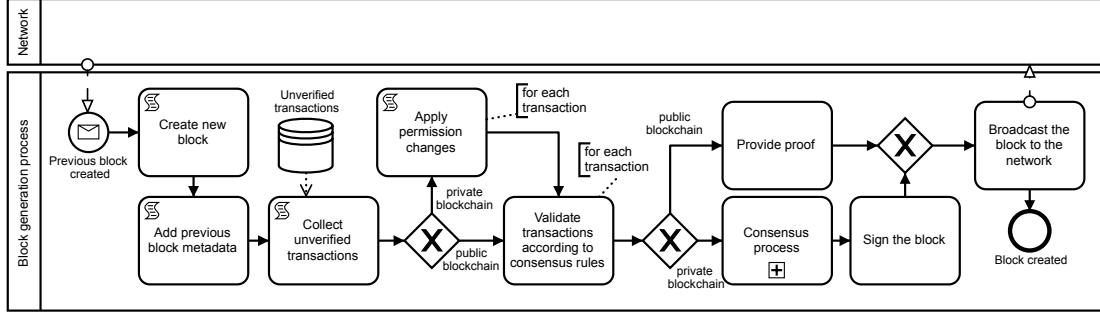 Network
Block generation process
Previous block
created
Create new
block
Add previous
block metadata
Unverified
transactions
Collect
unverified
transactions
Apply
permission
changes
for each
transaction
private
blockchain
public
blockchain
for each
transaction
Validate
transactions
according to
consensus rules
public
blockchain
private
blockchain
Provide proof
Consensus
process
Sign the block
Broadcast the
block to the
network
Block created